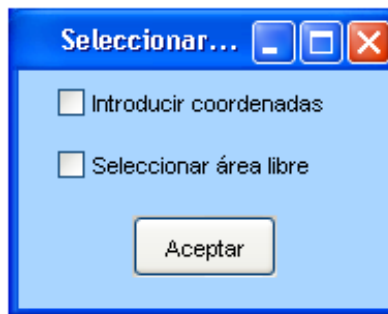 Seleccionar...
Introducir coordenadas
Seleccionar área libre
Aceptar